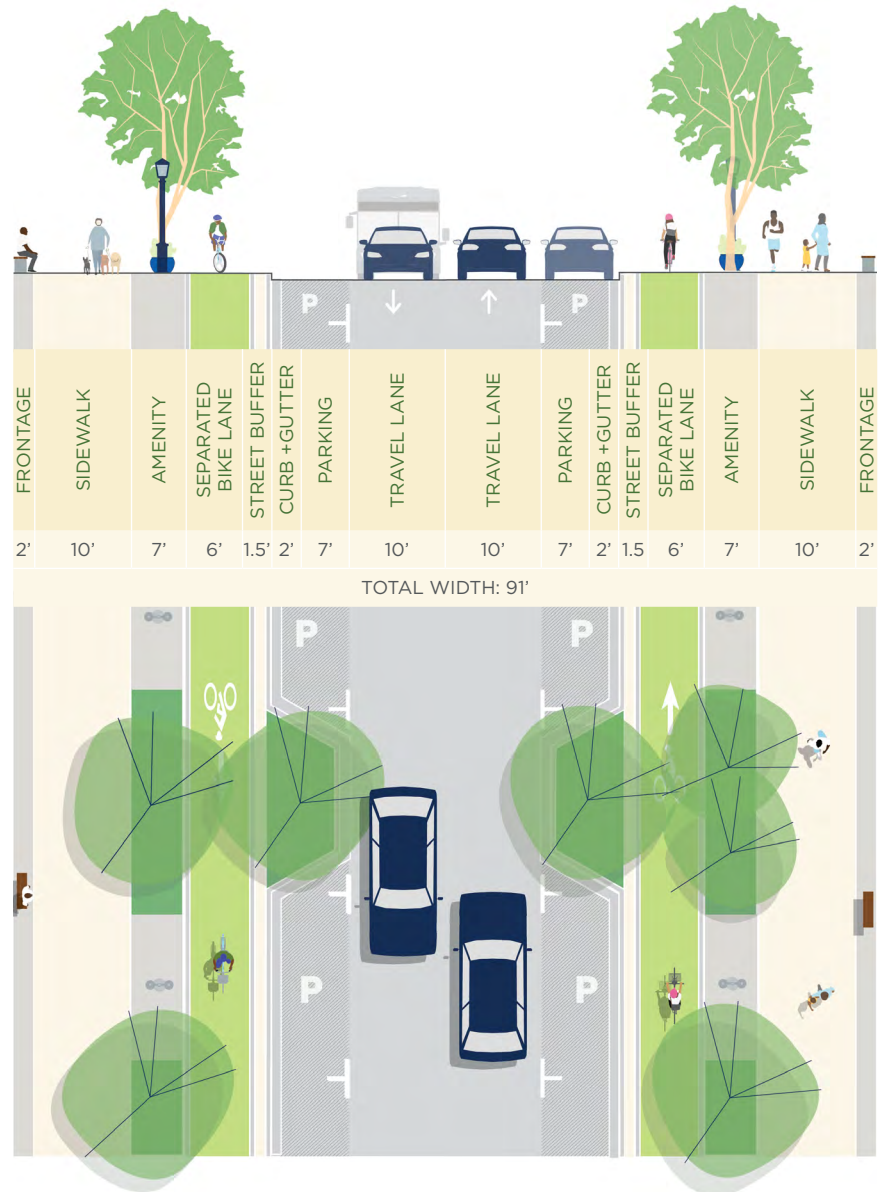 P
P
FRONTAGE
SIDEWALK
AMENITY
SEPARATED
BIKE LANE
STREET BUFFER
CURB +GUTTER
PARKING
TRAVEL LANE
TRAVEL LANE
PARKING
CURB +GUTTER
STREET BUFFER
SEPARATED
BIKE LANE
AMENITY
SIDEWALK
FRONTAGE
2’ 10’ 7’ 6’ 1.5’ 2’ 7’ 10’ 10’ 7’ 2’ 1.5 6’ 7’ 10’ 2’
TOTAL WIDTH: 91’
P
P
P
P